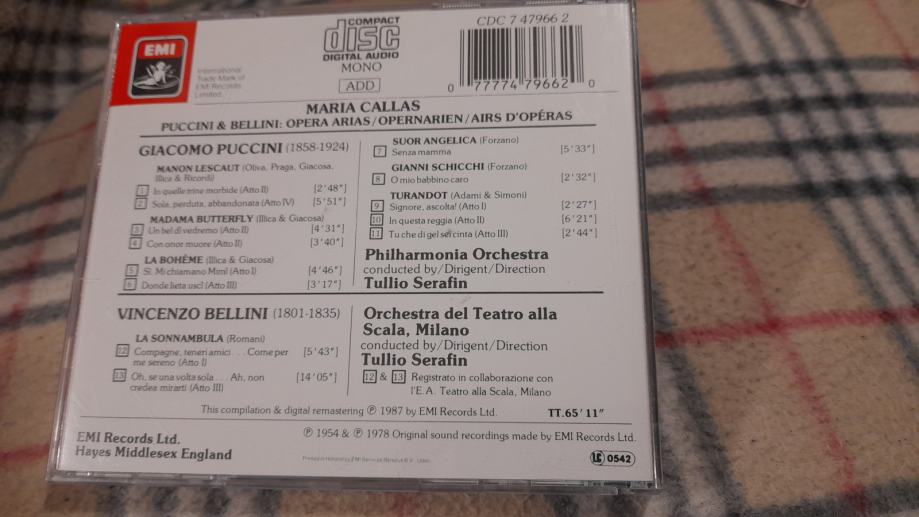 EMI
International
Trade Mark of
EMI Records
Limited.
COMPACT
disc
DIGITAL AUDIO
MONO
ADD
CDC 7 47966 2
0 77774 79662 0
MARIA CALLAS
PUCCINI & BELLINI: OPERA ARIAS/OPERNARIEN/AIRS D'OPÉRAS
GIACOMO PUCCINI (1858-1924)
MANON LESCAUT (Oliva, Praga, Giacosa,
Illica & Ricordi)
1 In quelle trine morbide (Atto II) [2'48"]
2 Sola, perduta, abbandonata (Atto IV) [5'51"]
MADAMA BUTTERFLY (Illica & Giacosa)
3 Un bel dì vedremo (Atto II) [4'31"]
4 Con onor muore (Atto II) [3'40"]
LA BOHÈME (Illica & Giacosa)
5 Sì. Mi chiamano Mimì (Atto I) [4'46"]
6 Donde lieta uscì (Atto III) [3'17"]
SUOR ANGELICA (Forzano)
7 Senza mamma [5'33"]
GIANNI SCHICCHI (Forzano)
8 O mio babbino caro [2'32"]
TURANDOT (Adami & Simoni)
9 Signore, ascolta! (Atto I) [2'27"]
10 In questa reggia (Atto II) [6'21"]
11 Tu che di gel sei cinta (Atto III) [2'44"]
Philharmonia Orchestra
conducted by/Dirigent/Direction
Tullio Serafin
VINCENZO BELLINI (1801-1835)
LA SONNAMBULA (Romani)
12 Compagne, teneri amici . . . Come per [5'43"]
me sereno (Atto I)
13 Oh, se una volta sola . . . Ah, non [14'05"]
credea mirarti (Atto III)
Orchestra del Teatro alla
Scala, Milano
conducted by/Dirigent/Direction
Tullio Serafin
12 & 13 Registrato in collaborazione con
l'E.A. Teatro alla Scala, Milano
This compilation & digital remastering ℗ 1987 by EMI Records Ltd. TT.65'11"
℗ 1954 & ℗ 1978 Original sound recordings made by EMI Records Ltd.
EMI Records Ltd.
Hayes Middlesex England
Printed in Holland by EMI Services Benelux B.V., Uden
LC 0542